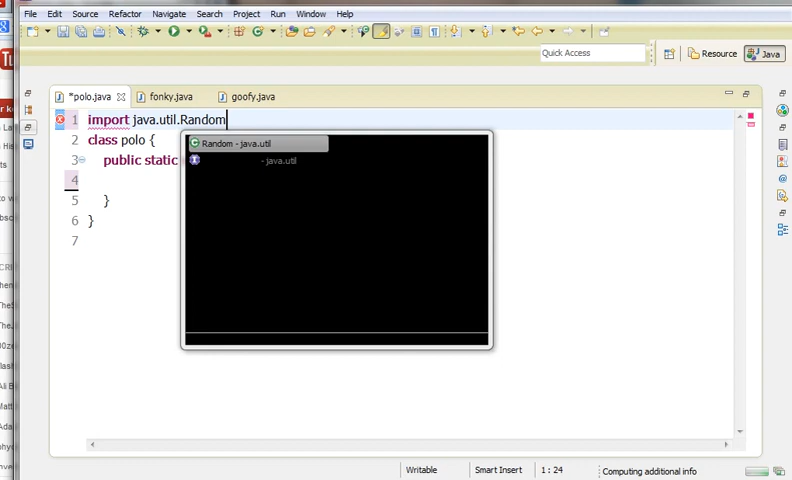 File Edit Source Refactor Navigate Search Project Run Window Help
Quick Access
Resource
Java
*polo.java
fonky.java
goofy.java
1 import java.util.Random
2 class polo {
3 public static
4
5 }
6 }
7
Random - java.util
- java.util
Writable
Smart Insert
1 : 24
Computing additional info